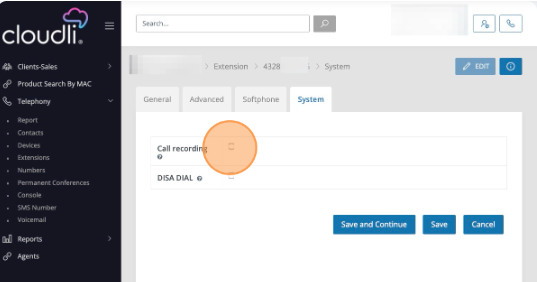 cloudli.
Search...
Clients-Sales
Product Search By MAC
Telephony
Report
Contacts
Devices
Extensions
Numbers
Permanent Conferences
Console
SMS Number
Voicemail
Reports
Agents
> Extension > 4328 > System
EDIT
General Advanced Softphone System
Call recording
DISA DIAL
Save and Continue Save Cancel